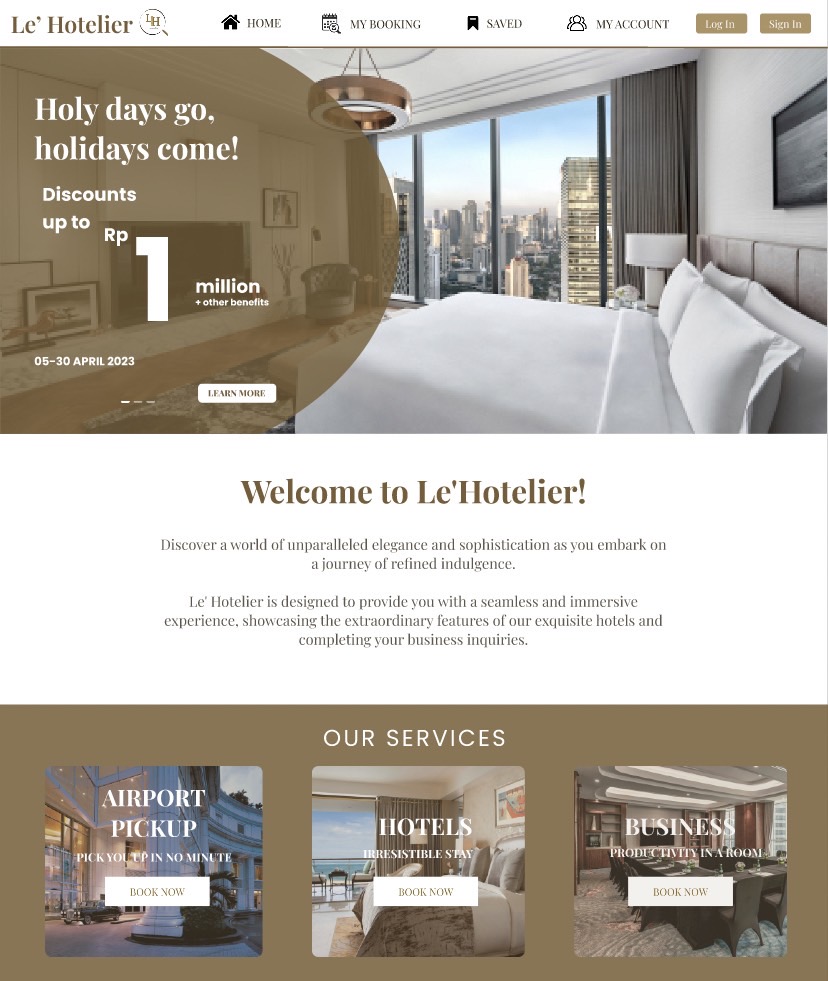 Le’ Hotelier
LH
HOME
MY BOOKING
SAVED
MY ACCOUNT
Log In
Sign In
Holy days go,
holidays come!
Discounts
up to
Rp
1
million
+ other benefits
05-30 APRIL 2023
LEARN MORE
Welcome to Le'Hotelier!
Discover a world of unparalleled elegance and sophistication as you embark on
a journey of refined indulgence.
Le' Hotelier is designed to provide you with a seamless and immersive
experience, showcasing the extraordinary features of our exquisite hotels and
completing your business inquiries.
OUR SERVICES
AIRPORT
PICKUP
PICK YOU UP IN NO MINUTE
BOOK NOW
HOTELS
IRRESISTIBLE STAY
BOOK NOW
BUSINESS
PRODUCTIVITY IN A ROOM
BOOK NOW